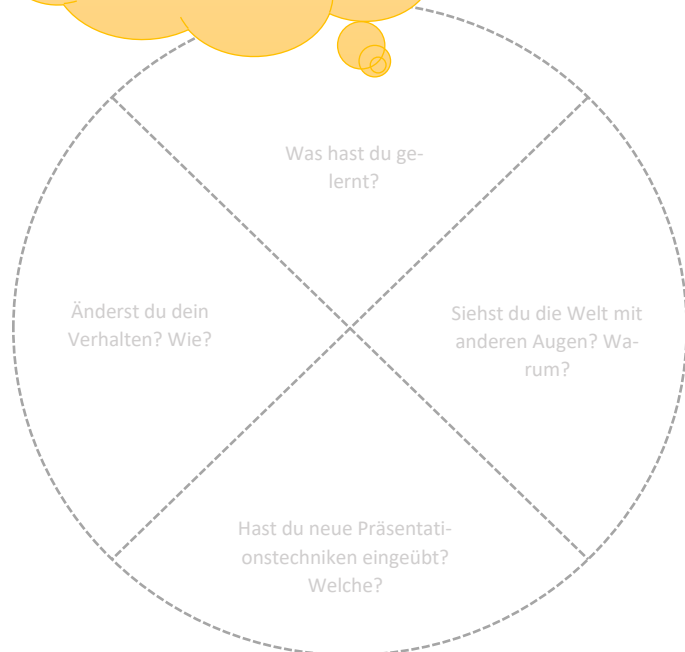 Was hast du ge-
lernt?
Änderst du dein
Verhalten? Wie?
Siehst du die Welt mit
anderen Augen? Wa-
rum?
Hast du neue Präsentati-
onstechniken eingeübt?
Welche?